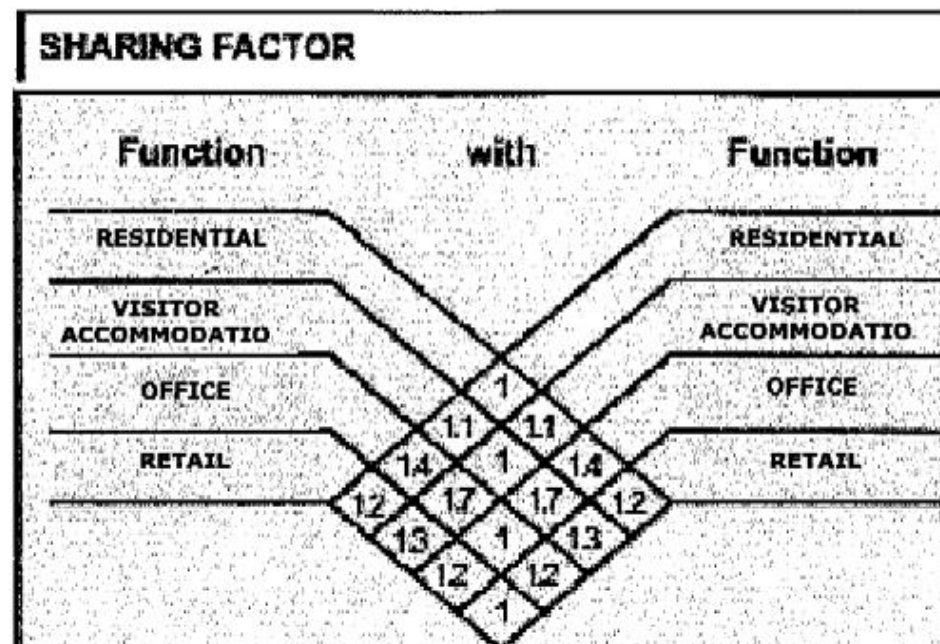 SHARING FACTOR
Function with Function
RESIDENTIAL RESIDENTIAL
VISITOR VISITOR
ACCOMMODATIO ACCOMMODATIO
OFFICE OFFICE
RETAIL RETAIL
1
1.1 1.1
1.4 1 1.4
1.2 1.7 1.7 1.2
1.3 1 1.3
1.2 1.2
1